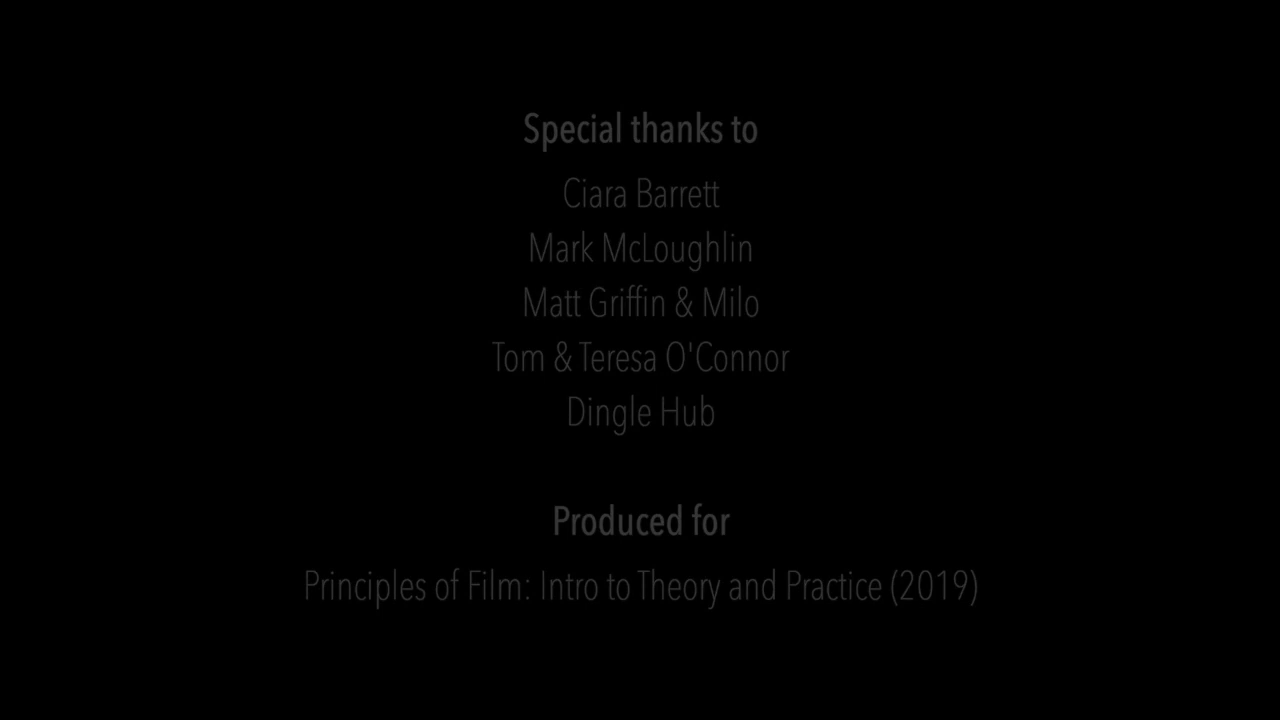 Special thanks to
Ciara Barrett
Mark McLoughlin
Matt Griffin & Milo
Tom & Teresa O'Connor
Dingle Hub
Produced for
Principles of Film: Intro to Theory and Practice (2019)